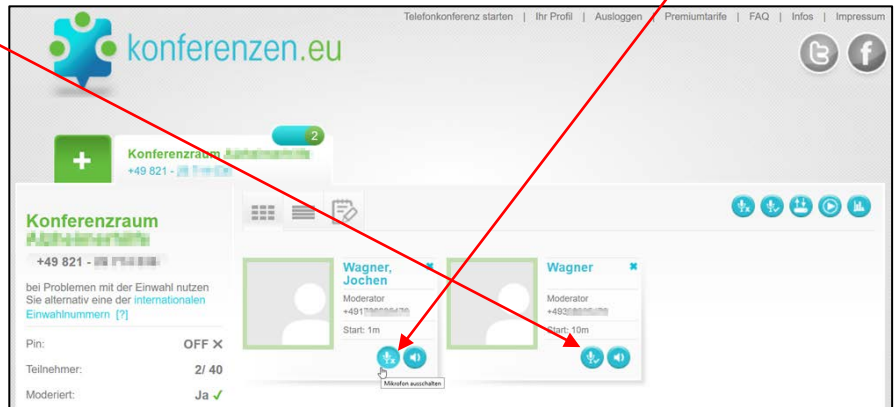 Telefonkonferenz starten | Ihr Profil | Ausloggen | Premiumtarife | FAQ | Infos | Impressum
konferenzen.eu
2
Konferenzraum
+49 821 -
Konferenzraum
+49 821 -
bei Problemen mit der Einwahl nutzen
Sie alternativ eine der internationalen
Einwahlnummern [?]
Pin: OFF ✕
Teilnehmer: 2/ 40
Moderiert: Ja ✓
Wagner,
Jochen
Moderator
Start: 1m
Mikrofon ausschalten
Wagner
Moderator
Start: 10m